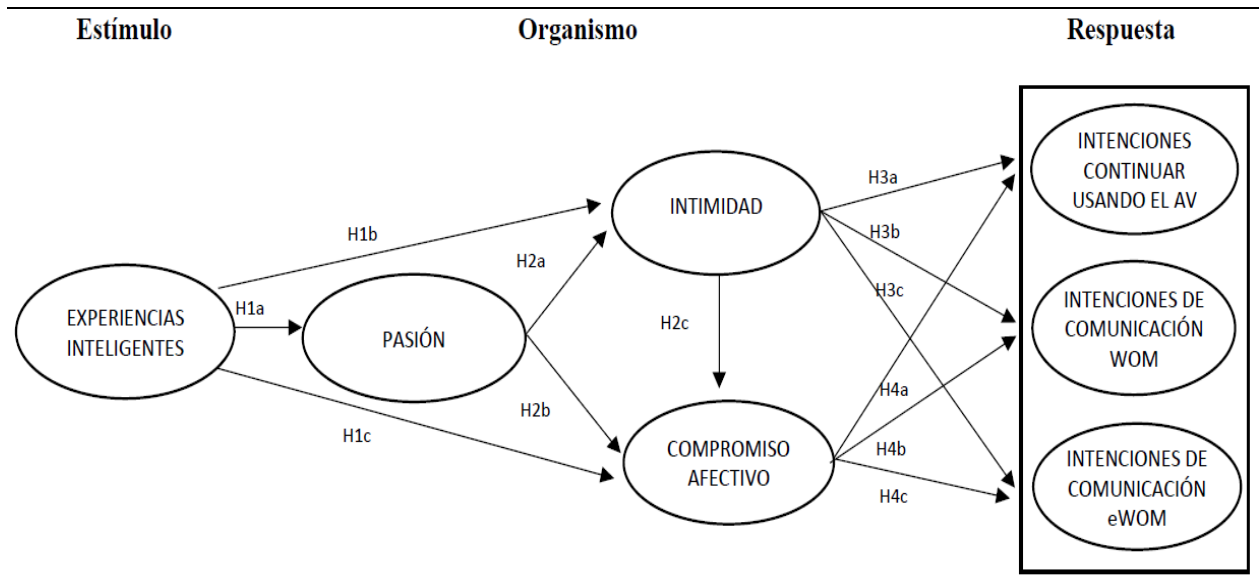 Estímulo
Organismo
Respuesta
EXPERIENCIAS
INTELIGENTES
H1a
H1b
H1c
PASIÓN
H2a
H2b
INTIMIDAD
H2c
COMPROMISO
AFECTIVO
H3a
H3b
H3c
H4a
H4b
H4c
INTENCIONES
CONTINUAR
USANDO EL AV
INTENCIONES DE
COMUNICACIÓN
WOM
INTENCIONES DE
COMUNICACIÓN
eWOM